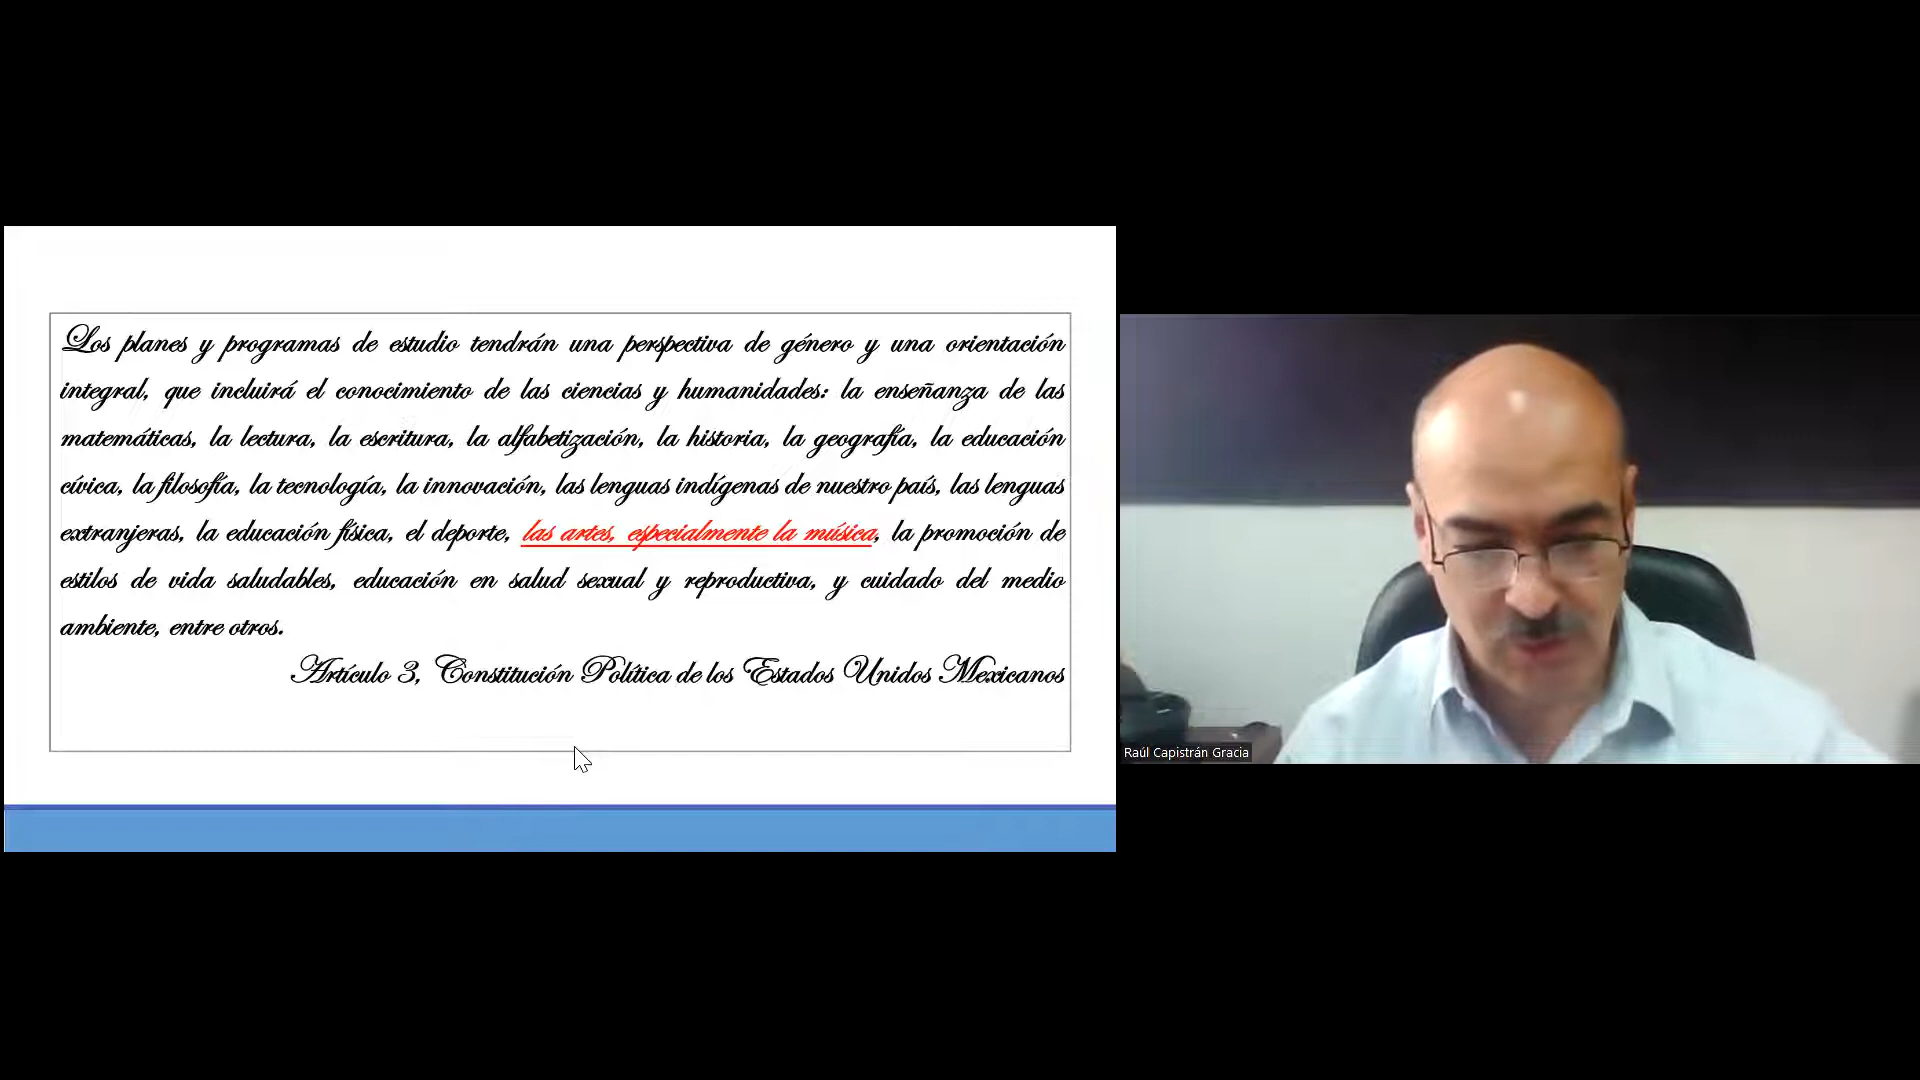 Los planes y programas de estudio tendrán una perspectiva de género y una orientación
integral, que incluirá el conocimiento de las ciencias y humanidades: la enseñanza de las
matemáticas, la lectura, la escritura, la alfabetización, la historia, la geografía, la educación
cívica, la filosofía, la tecnología, la innovación, las lenguas indígenas de nuestro país, las lenguas
extranjeras, la educación física, el deporte, las artes, especialmente la música, la promoción de
estilos de vida saludables, educación en salud sexual y reproductiva, y cuidado del medio
ambiente, entre otros.
Artículo 3, Constitución Política de los Estados Unidos Mexicanos
Raúl Capistrán Gracia